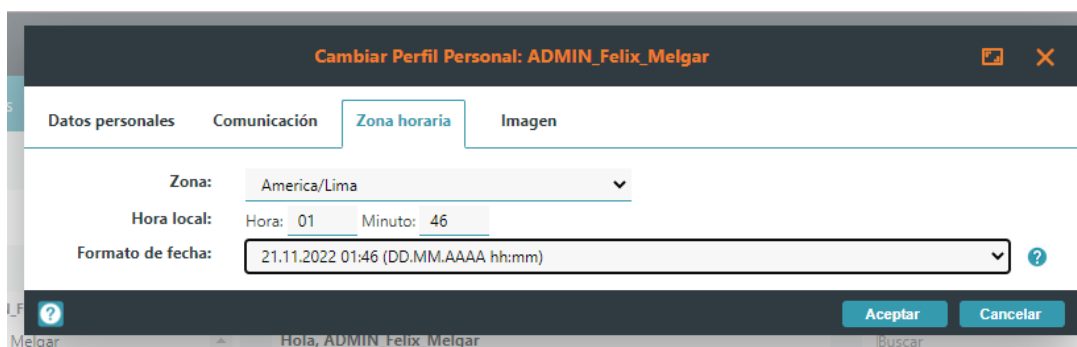 Cambiar Perfil Personal: ADMIN_Felix_Melgar
Datos personales Comunicación Zona horaria Imagen
Zona: America/Lima
Hora local: Hora: 01 Minuto: 46
Formato de fecha: 21.11.2022 01:46 (DD.MM.AAAA hh:mm) ?
? Aceptar Cancelar
Melgar Hola, ADMIN_Felix_Melgar Buscar